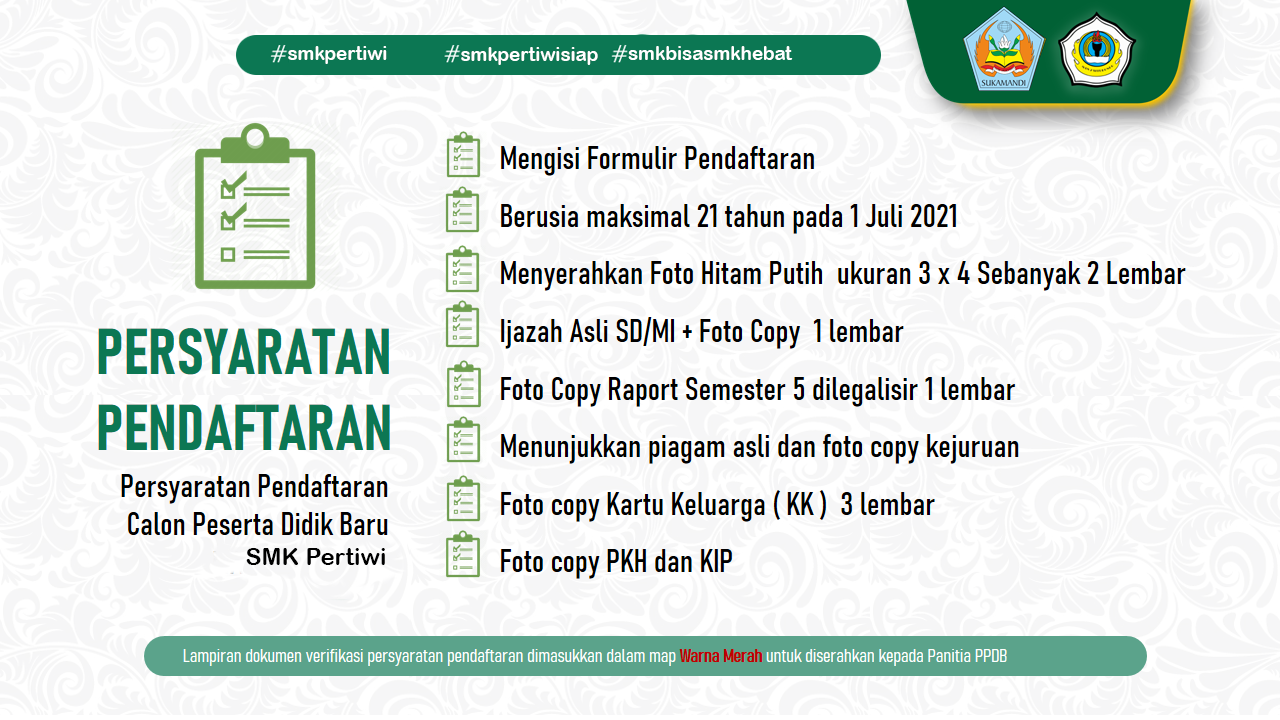 #smkpertiwi #smkpertiwisiap #smkbisasmkhebat
SUKAMANDI
PERSYARATAN
PENDAFTARAN
Persyaratan Pendaftaran
Calon Peserta Didik Baru
SMK Pertiwi
Mengisi Formulir Pendaftaran
Berusia maksimal 21 tahun pada 1 Juli 2021
Menyerahkan Foto Hitam Putih ukuran 3 x 4 Sebanyak 2 Lembar
Ijazah Asli SD/MI + Foto Copy 1 lembar
Foto Copy Raport Semester 5 dilegalisir 1 lembar
Menunjukkan piagam asli dan foto copy kejuruan
Foto copy Kartu Keluarga ( KK ) 3 lembar
Foto copy PKH dan KIP
Lampiran dokumen verifikasi persyaratan pendaftaran dimasukkan dalam map Warna Merah untuk diserahkan kepada Panitia PPDB